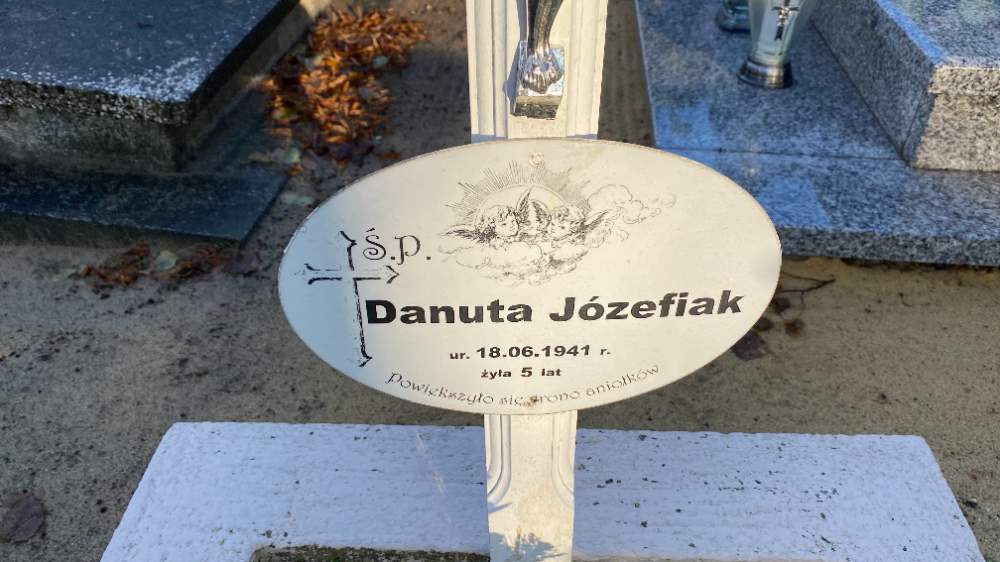 Ś.P.
Danuta Józefiak
ur. 18.06.1941 r.
żyła 5 lat
Powiększyło się grono aniołków